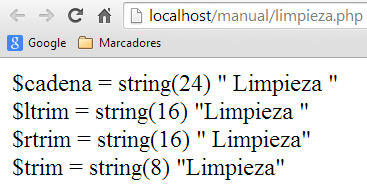 localhost/manual/limpieza.php
Google Marcadores
$cadena = string(24) " Limpieza "
$ltrim = string(16) "Limpieza "
$rtrim = string(16) " Limpieza"
$trim = string(8) "Limpieza"